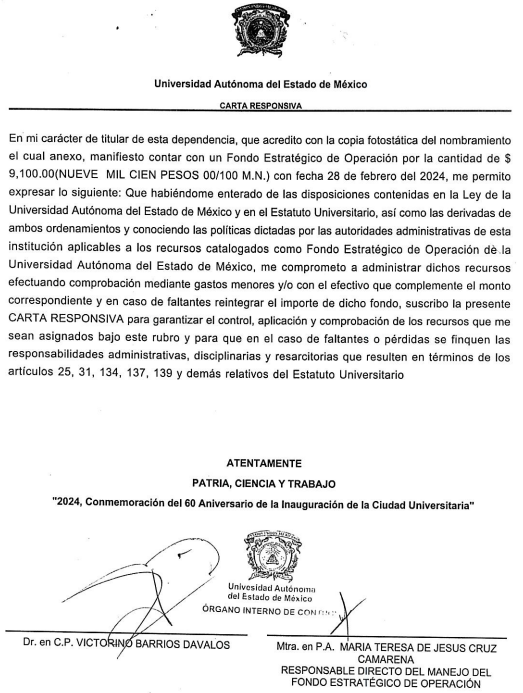 Universidad Autónoma del Estado de México
CARTA RESPONSIVA
En mi carácter de titular de esta dependencia, que acredito con la copia fotostática del nombramiento
el cual anexo, manifiesto contar con un Fondo Estratégico de Operación por la cantidad de $
9,100.00(NUEVE MIL CIEN PESOS 00/100 M.N.) con fecha 28 de febrero del 2024, me permito
expresar lo siguiente: Que habiéndome enterado de las disposiciones contenidas en la Ley de la
Universidad Autónoma del Estado de México y en el Estatuto Universitario, así como las derivadas de
ambos ordenamientos y conociendo las políticas dictadas por las autoridades administrativas de esta
institución aplicables a los recursos catalogados como Fondo Estratégico de Operación de la
Universidad Autónoma del Estado de México, me comprometo a administrar dichos recursos
efectuando comprobación mediante gastos menores y/o con el efectivo que complemente el monto
correspondiente y en caso de faltantes reintegrar el importe de dicho fondo, suscribo la presente
CARTA RESPONSIVA para garantizar el control, aplicación y comprobación de los recursos que me
sean asignados bajo este rubro y para que en el caso de faltantes o pérdidas se finquen las
responsabilidades administrativas, disciplinarias y resarcitorias que resulten en términos de los
artículos 25, 31, 134, 137, 139 y demás relativos del Estatuto Universitario
ATENTAMENTE
PATRIA, CIENCIA Y TRABAJO
"2024, Conmemoración del 60 Aniversario de la Inauguración de la Ciudad Universitaria"
Universidad Autónoma
del Estado de México
ÓRGANO INTERNO DE
Dr. en C.P. VICTORINO BARRIOS DAVALOS
Mtra. en P.A. MARIA TERESA DE JESUS CRUZ
CAMARENA
RESPONSABLE DIRECTO DEL MANEJO DEL
FONDO ESTRATÉGICO DE OPERACIÓN